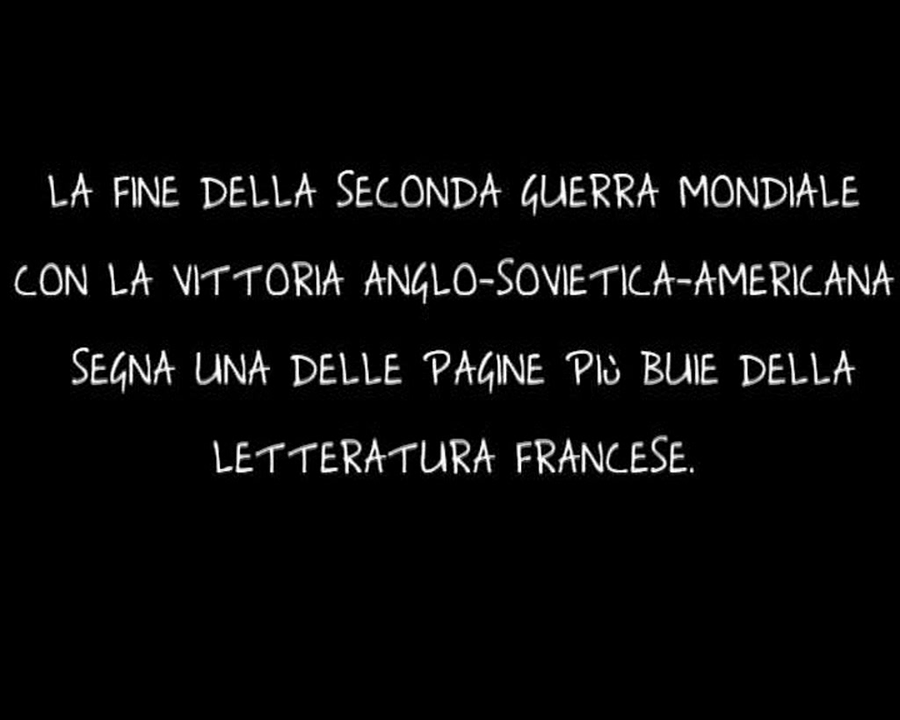 LA FINE DELLA SECONDA GUERRA MONDIALE
CON LA VITTORIA ANGLO-SOVIETICA-AMERICANA
SEGNA UNA DELLE PAGINE PIÙ BUIE DELLA
LETTERATURA FRANCESE.